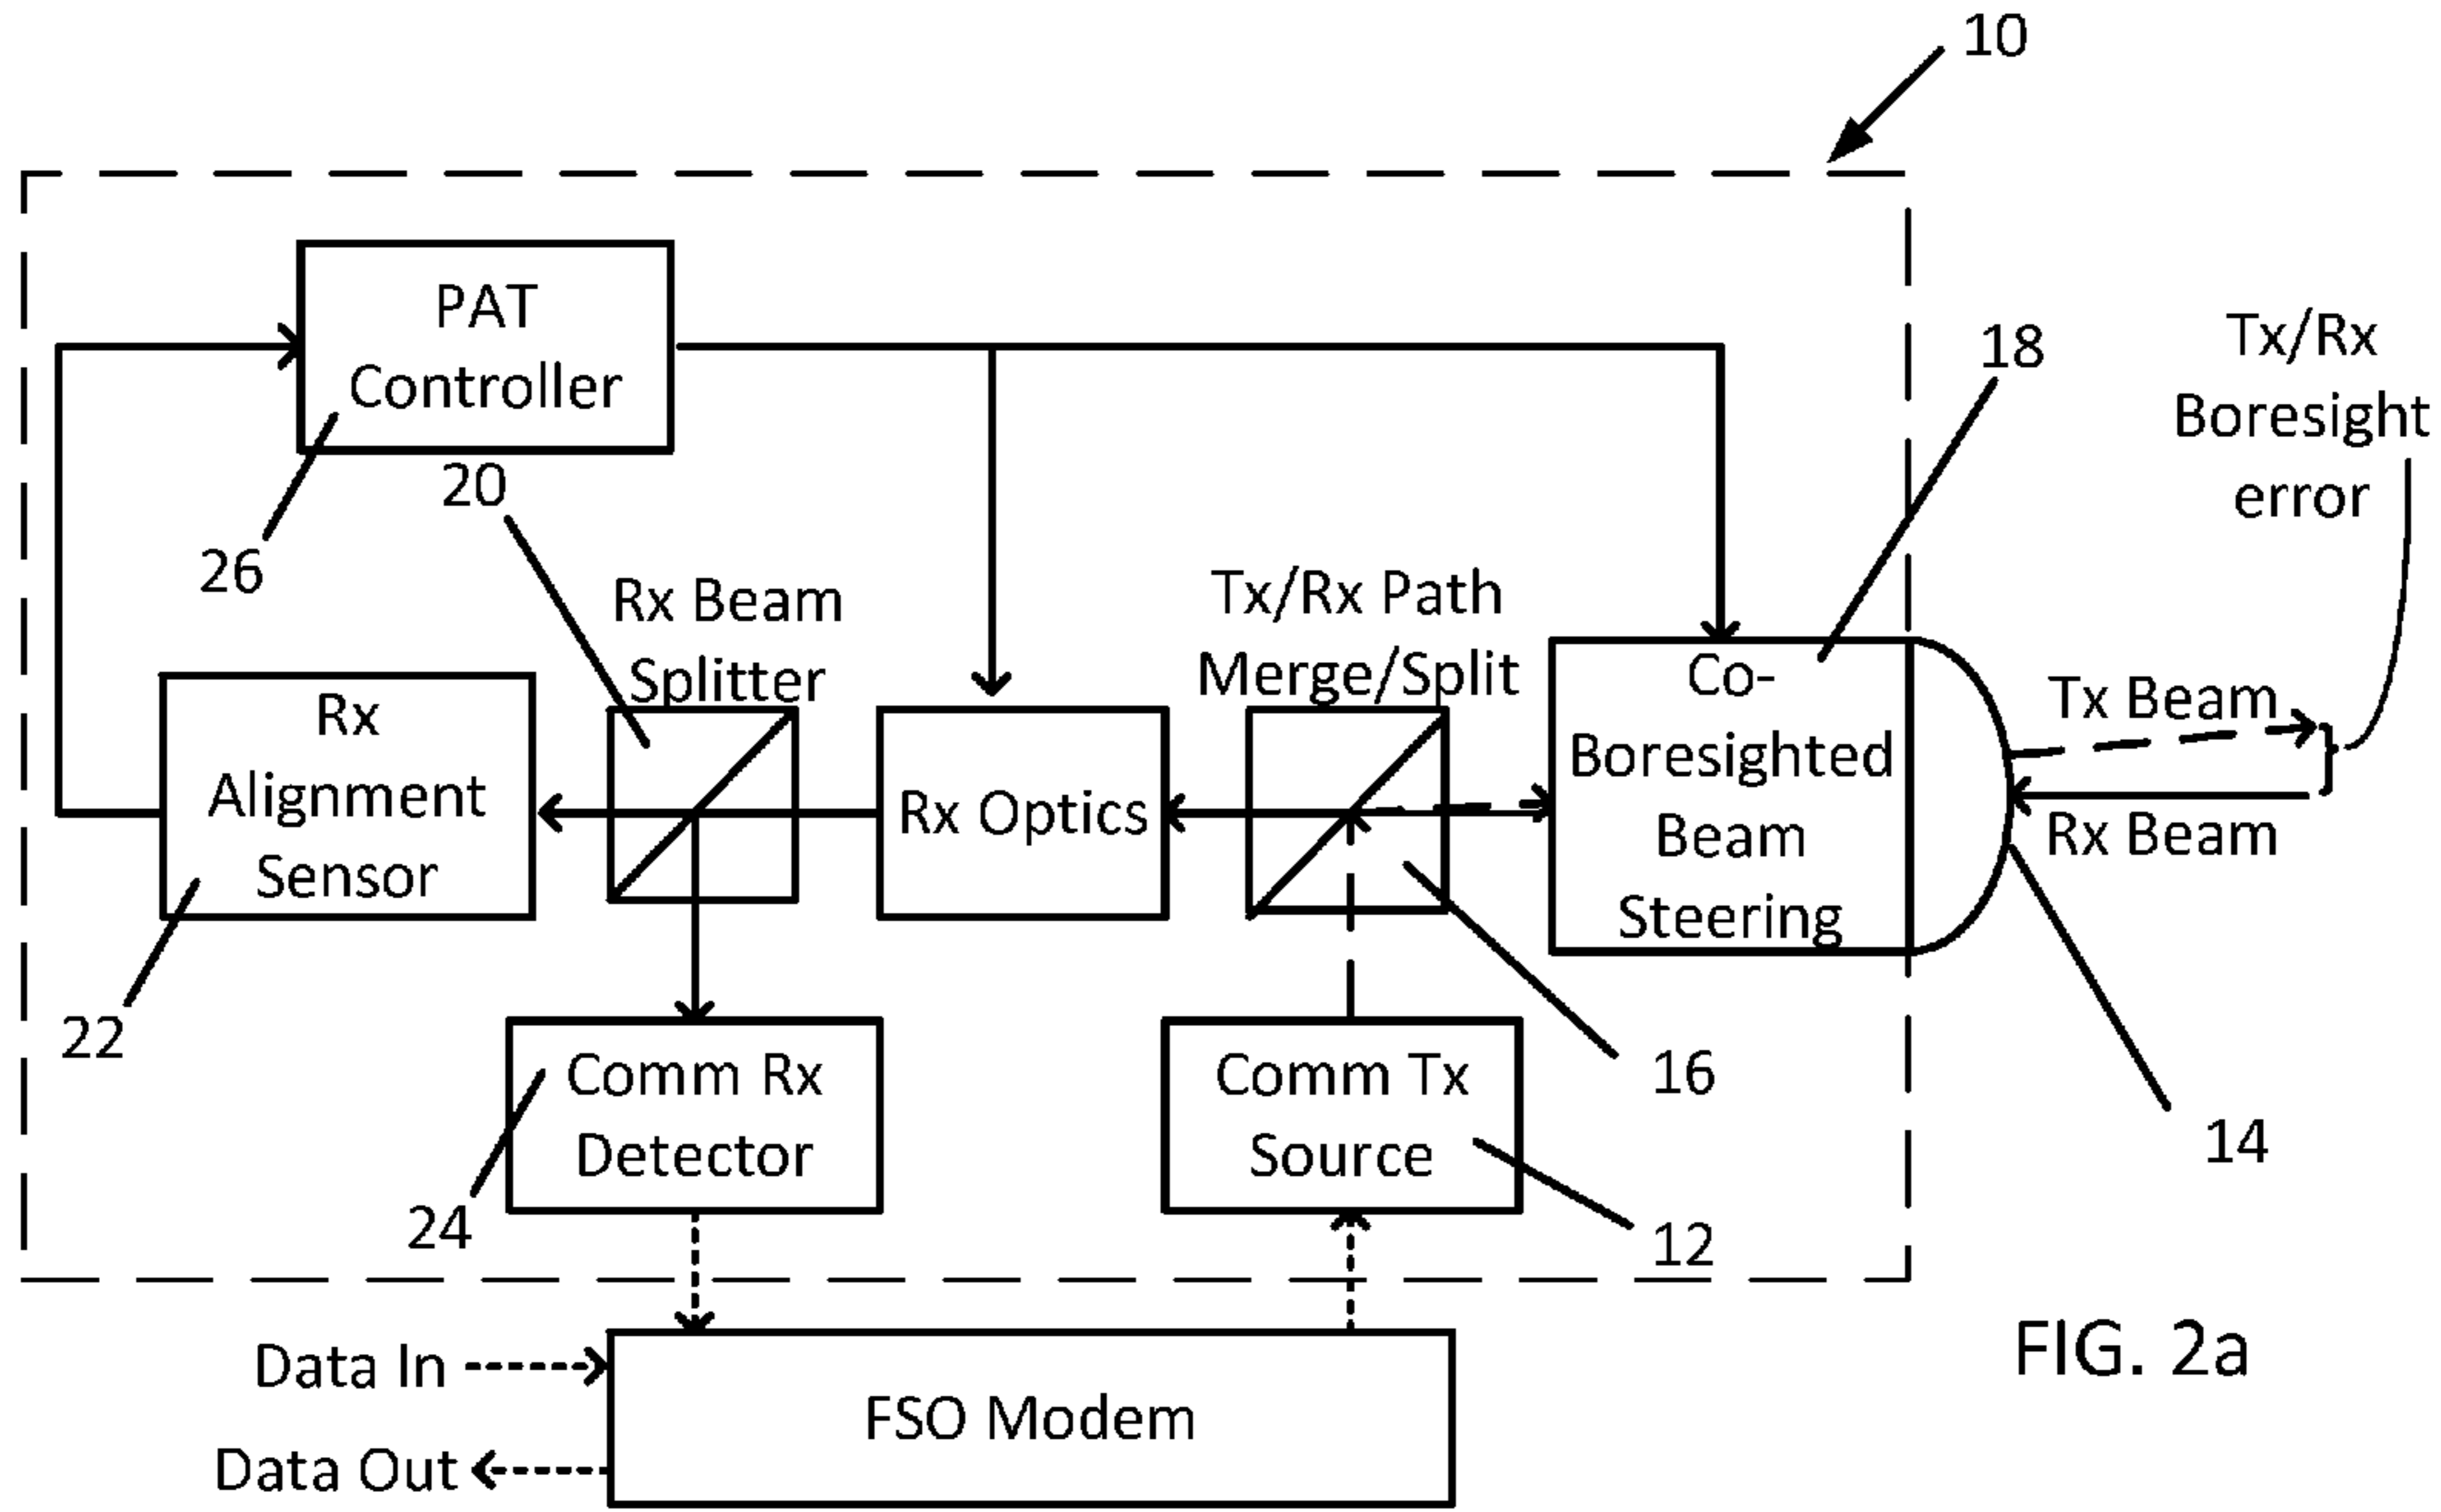 10
PAT
Controller
26
20
Rx Beam
Splitter
Tx/Rx Path
Merge/Split
18
Tx/Rx
Boresight
error
Rx
Alignment
Sensor
22
Rx Optics
Co-
Boresighted
Beam
Steering
Tx Beam
Rx Beam
14
16
Comm Rx
Detector
24
Comm Tx
Source
12
Data In
Data Out
FSO Modem
FIG. 2a